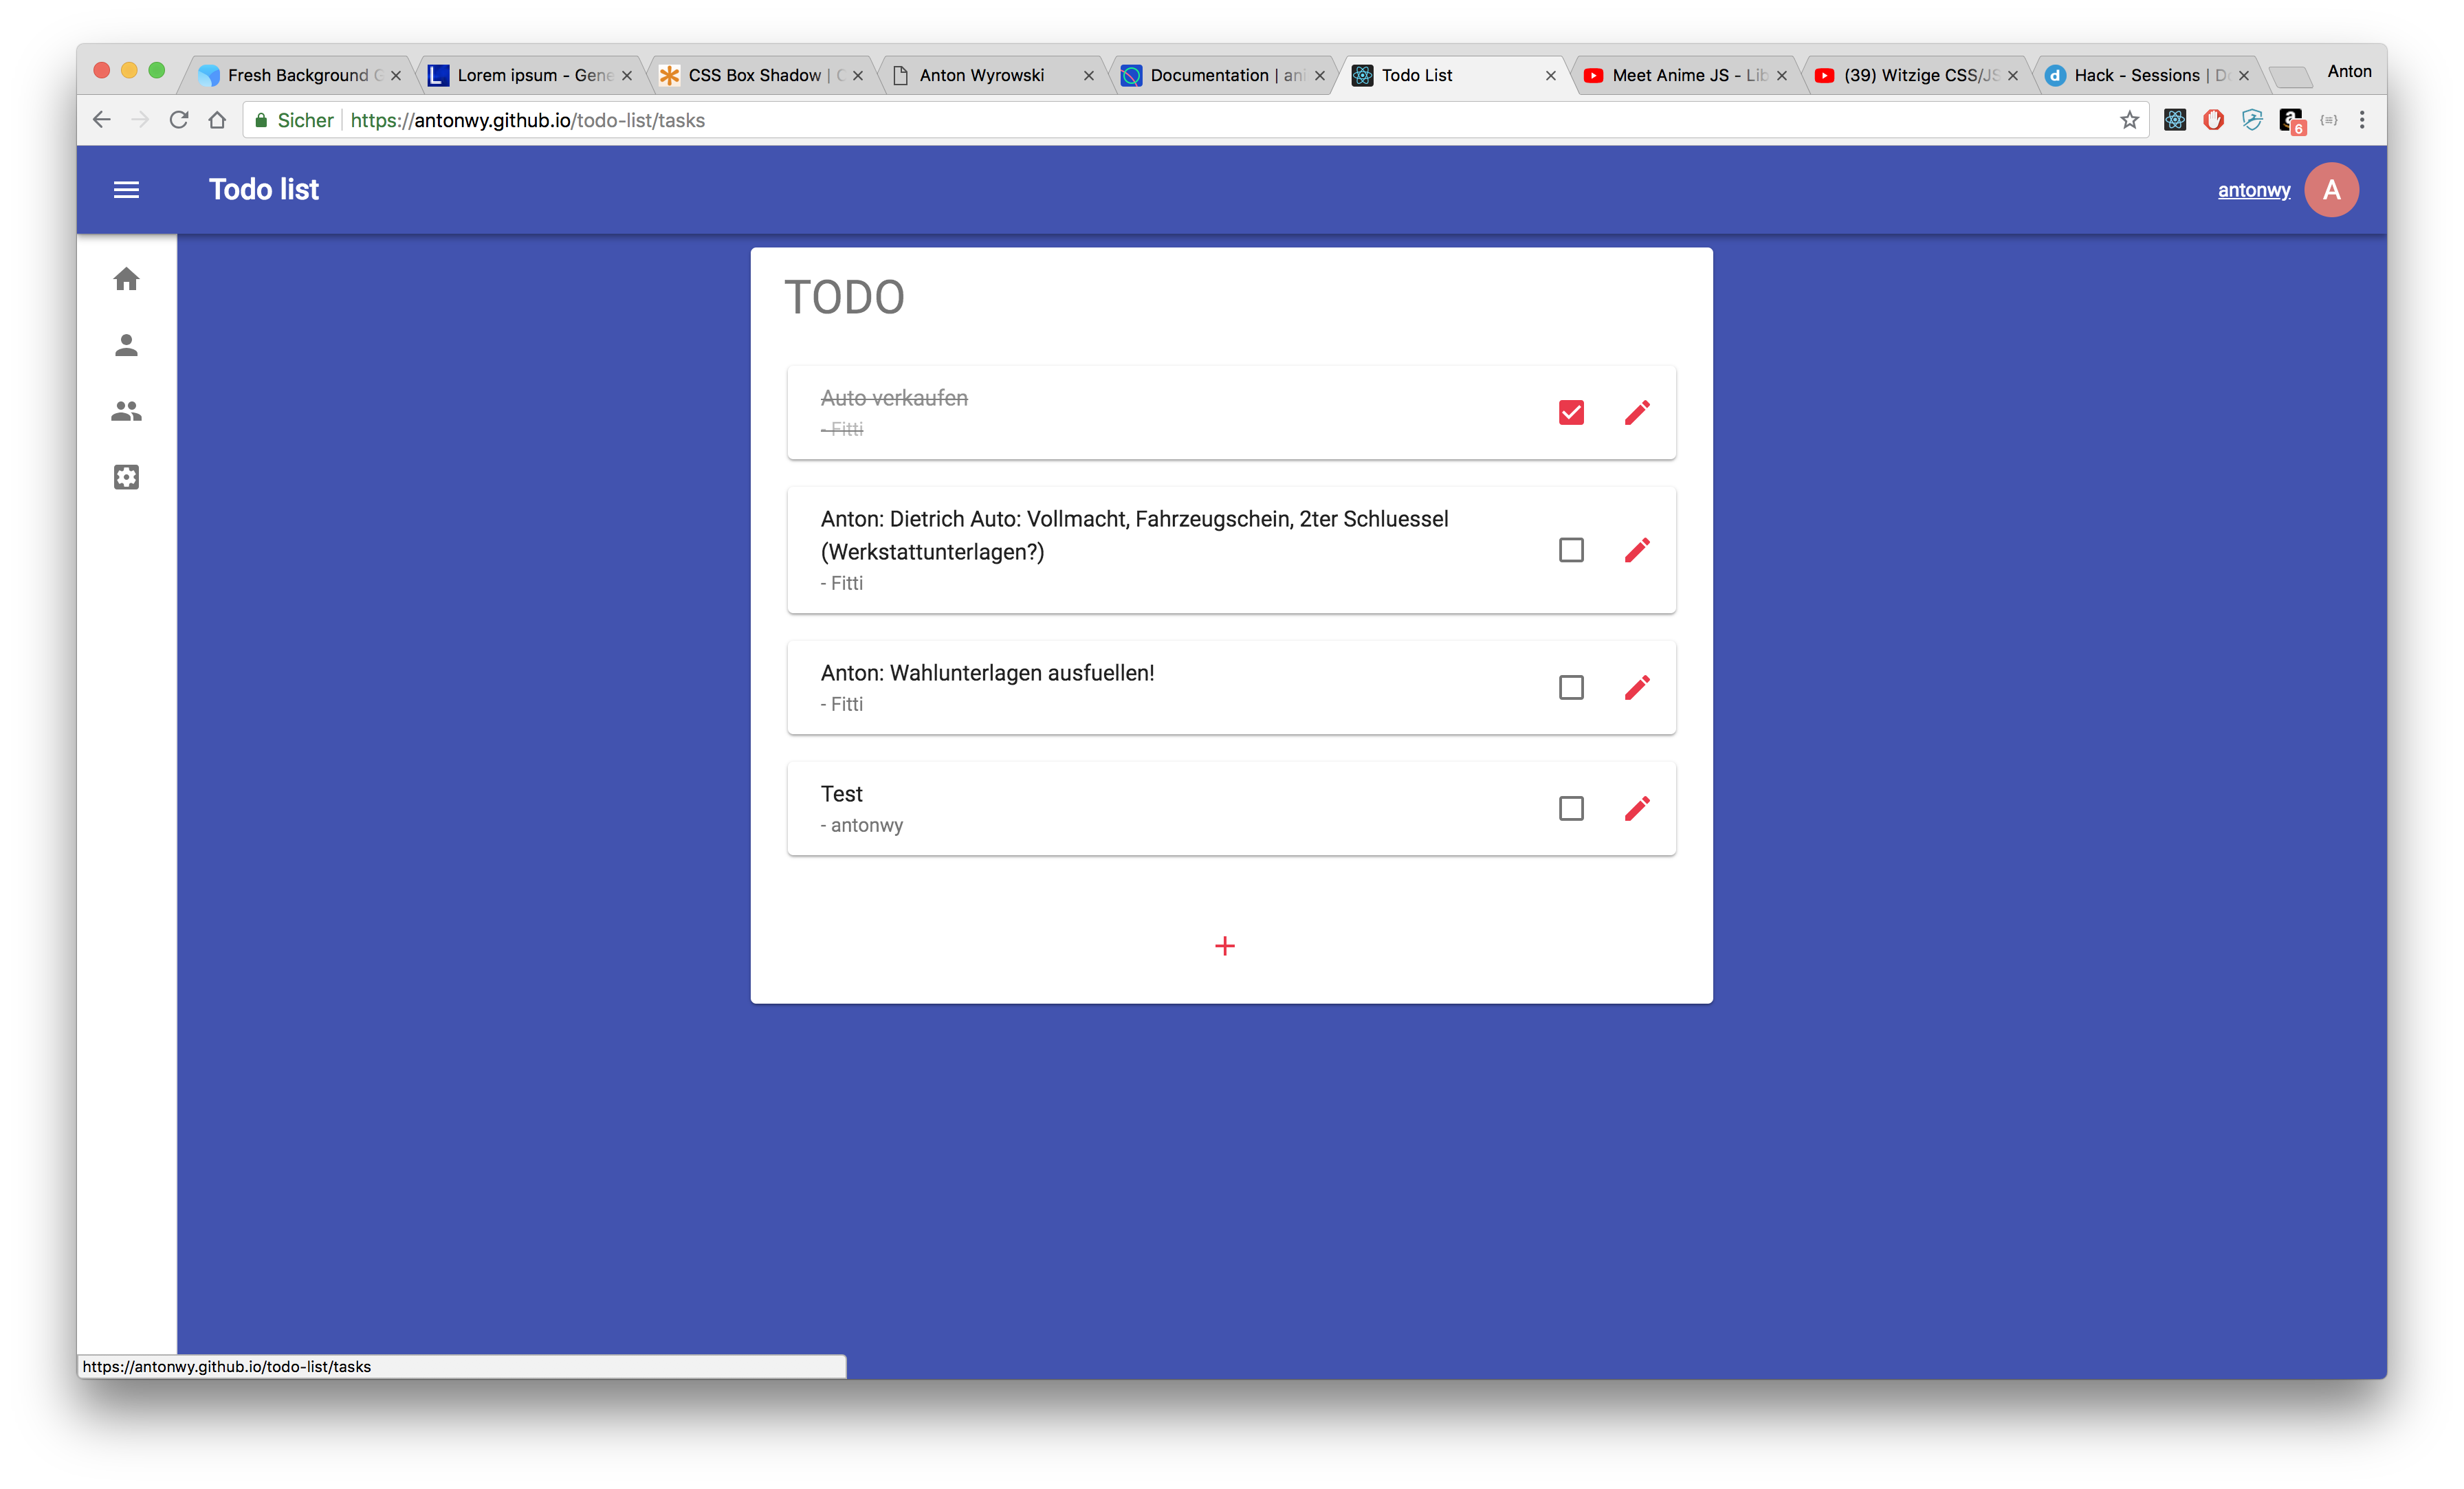 Fresh Background G
Lorem ipsum - Gene
CSS Box Shadow | C
Anton Wyrowski
Documentation | ani
Todo List
Meet Anime JS - Lib
(39) Witzige CSS/JS
Hack - Sessions | Do
Anton
Sicher https://antonwy.github.io/todo-list/tasks
6
Todo list
antonwy
A
TODO
Auto verkaufen
- Fitti
Anton: Dietrich Auto: Vollmacht, Fahrzeugschein, 2ter Schluessel
(Werkstattunterlagen?)
- Fitti
Anton: Wahlunterlagen ausfuellen!
- Fitti
Test
- antonwy
+
https://antonwy.github.io/todo-list/tasks